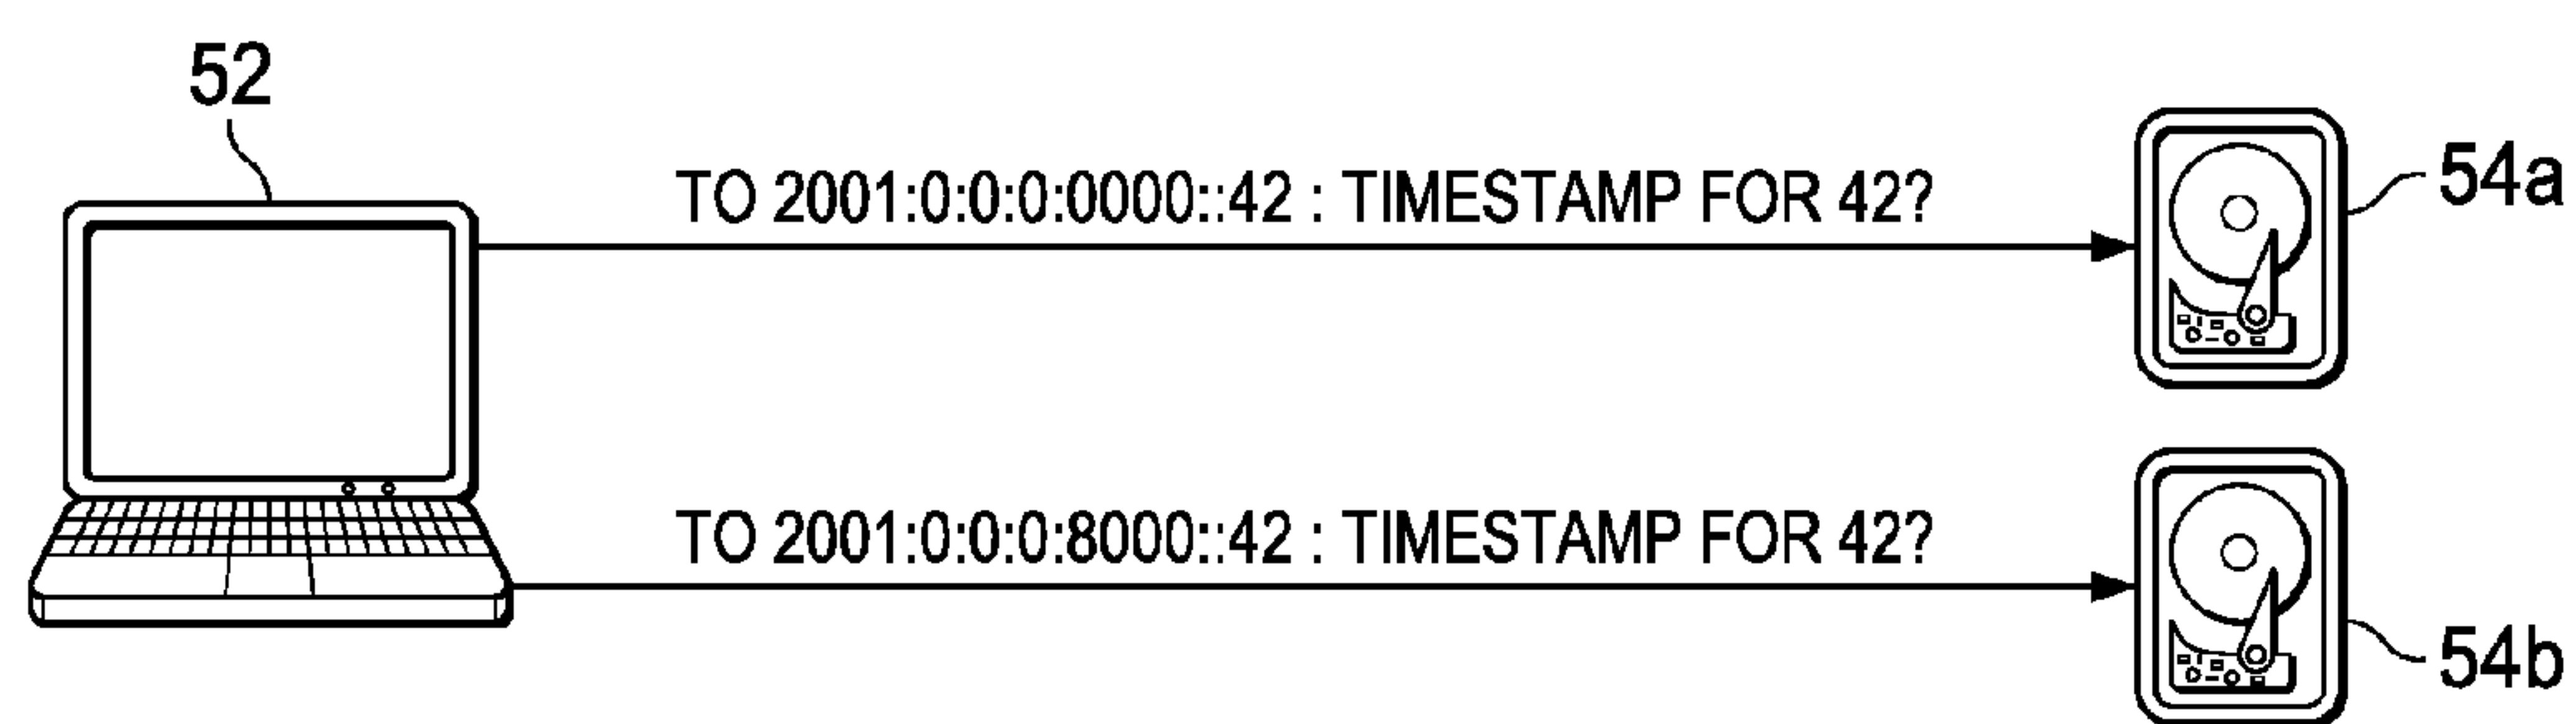 52
TO 2001:0:0:0:0000::42 : TIMESTAMP FOR 42?
54a
TO 2001:0:0:0:8000::42 : TIMESTAMP FOR 42?
54b